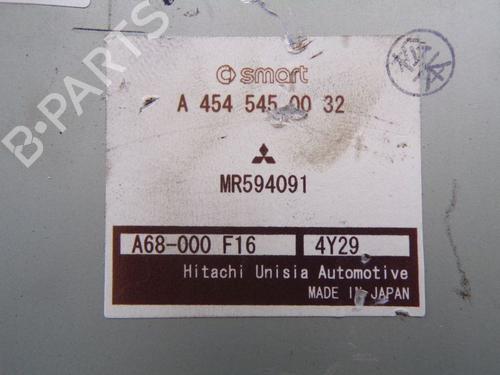 smart
A 454 545 00 32
MR594091
A68-000 F16 4Y29
Hitachi Unisia Automotive
MADE IN JAPAN
B-PARTS